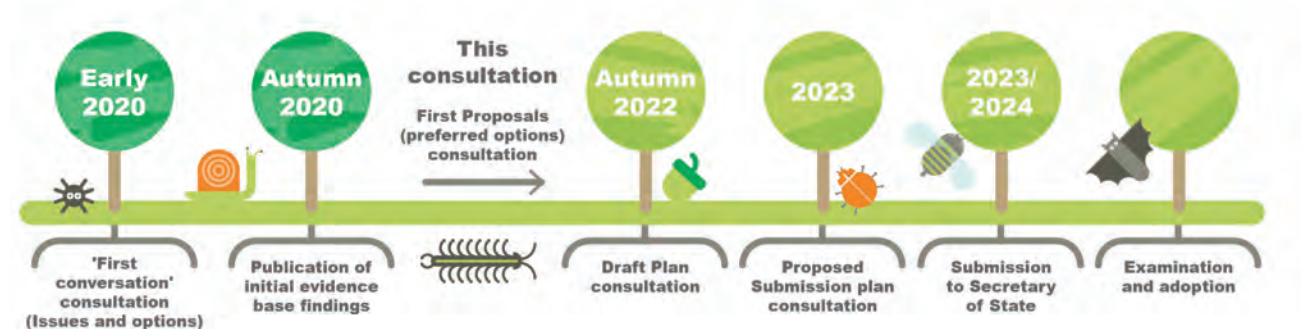 Early
2020
'First
conversation'
consultation
(Issues and options)
Autumn
2020
Publication of
initial evidence
base findings
This
consultation
First Proposals
(preferred options)
consultation
Autumn
2022
Draft Plan
consultation
2023
Proposed
Submission plan
consultation
2023/
2024
Submission
to Secretary
of State
Examination
and adoption